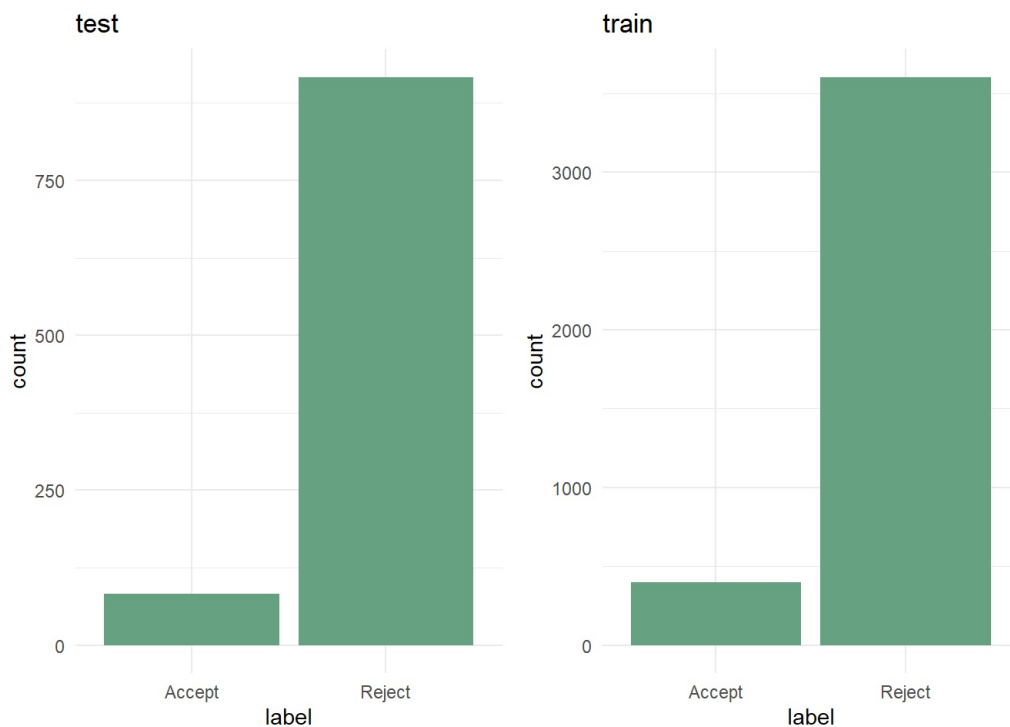 test
count
750
500
250
0
Accept Reject
label
train
count
3000
2000
1000
0
Accept Reject
label